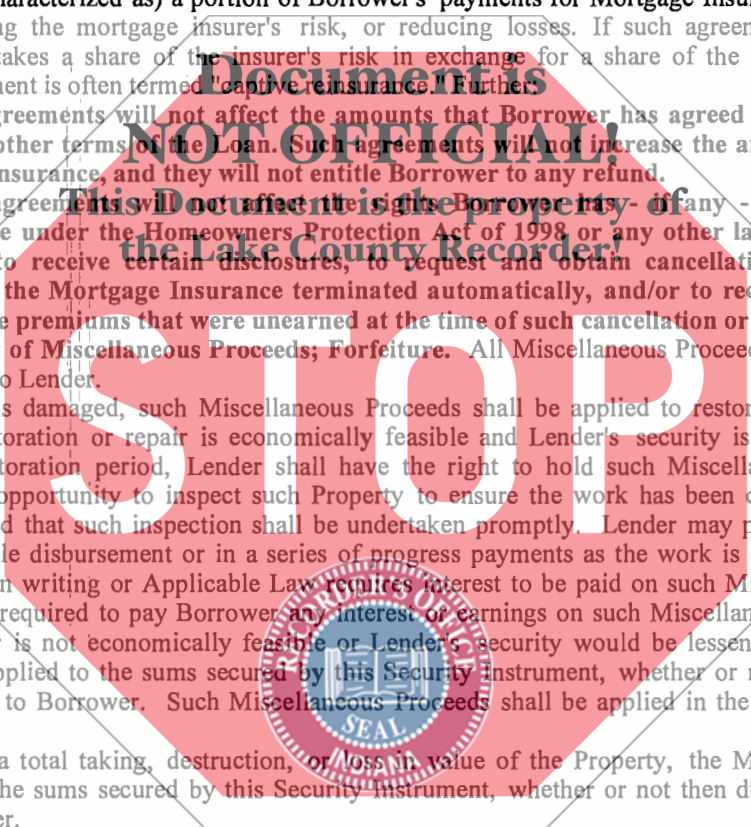 aracterized as) a portion of Borrower's payments for Mortgage Insur
ng the mortgage insurer's risk, or reducing losses. If such agreem
takes a share of the insurer's risk in exchange for a share of the
ment is often termed "captive reinsurance." Further:
Document is
greements will not affect the amounts that Borrower has agreed
NOT OFFICIAL!
other terms of the Loan. Such agreements will not increase the a
nsurance, and they will not entitle Borrower to any refund.
This Document is the property of
greements will not affect the rights Borrower has - if any -
the Lake County Recorder!
e under the Homeowners Protection Act of 1998 or any other la
to receive certain disclosures, to request and obtain cancellati
the Mortgage Insurance terminated automatically, and/or to re
e premiums that were unearned at the time of such cancellation or
STOP
of Miscellaneous Proceeds; Forfeiture. All Miscellaneous Proceed
o Lender.
s damaged, such Miscellaneous Proceeds shall be applied to restor
toration or repair is economically feasible and Lender's security is
toration period, Lender shall have the right to hold such Miscella
opportunity to inspect such Property to ensure the work has been
d that such inspection shall be undertaken promptly. Lender may p
le disbursement or in a series of progress payments as the work is
n writing or Applicable Law requires interest to be paid on such Mi
required to pay Borrower any interest or earnings on such Miscellan
is not economically feasible or Lender's security would be lessen
pplied to the sums secured by this Security Instrument, whether or
to Borrower. Such Miscellaneous Proceeds shall be applied in the
RECORDER'S OFFICE
SEAL
INDIANA
a total taking, destruction, or loss in value of the Property, the M
he sums secured by this Security Instrument, whether or not then d
er.